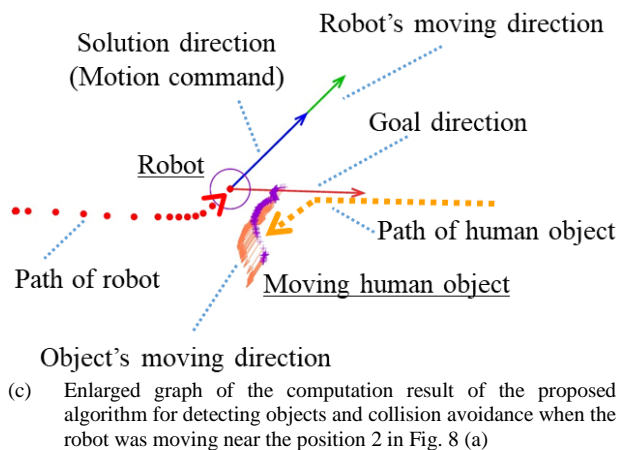 Robot's moving direction
Solution direction
(Motion command)
Goal direction
Robot
Path of human object
Path of robot
Moving human object
Object's moving direction
(c) Enlarged graph of the computation result of the proposed
algorithm for detecting objects and collision avoidance when the
robot was moving near the position 2 in Fig. 8 (a)